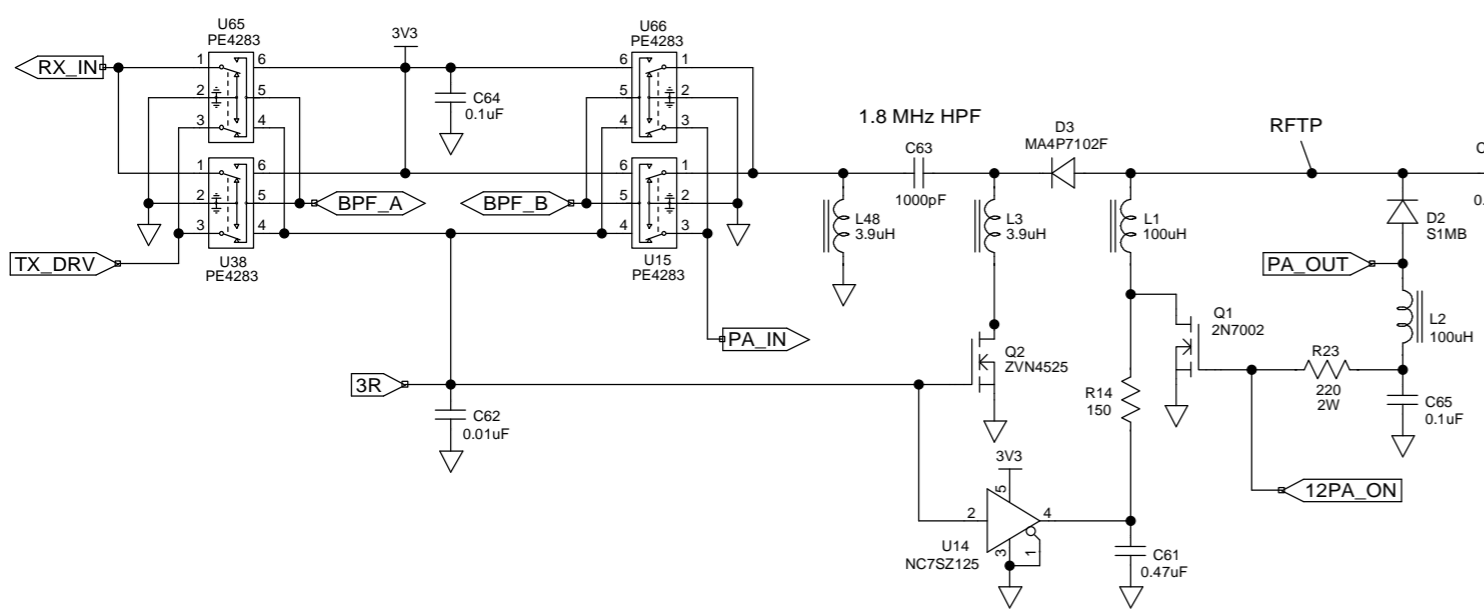 U65
PE4283
3V3
U66
PE4283
RX_IN
1
6
6
1
2
5
5
2
3
4
4
3
C64
0.1uF
1.8 MHz HPF
C63
1000pF
D3
MA4P7102F
RFTP
C
0.
1
6
6
1
2
5
5
2
3
4
4
3
BPF_A
BPF_B
L48
3.9uH
L3
3.9uH
L1
100uH
D2
S1MB
TX_DRV
U38
PE4283
U15
PE4283
PA_OUT
PA_IN
Q1
2N7002
L2
100uH
3R
Q2
ZVN4525
R23
220
2W
R14
150
C62
0.01uF
C65
0.1uF
3V3
5
2
4
3
1
U14
NC7SZ125
12PA_ON
C61
0.47uF